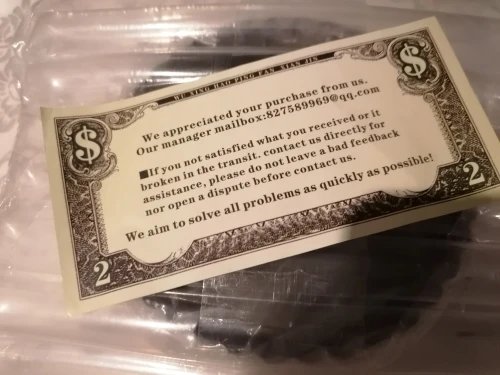 WU XING HAO PING FAN XIAN JIN
$
$
We appreciated your purchase from us.
Our manager mailbox:827589969@qq.com
■If you not satisfied what you received or it
broken in the transit. contact us directly for
assistance, please do not leave a bad feedback
nor open a dispute before contact us.
We aim to solve all problems as quickly as possible!
2
2